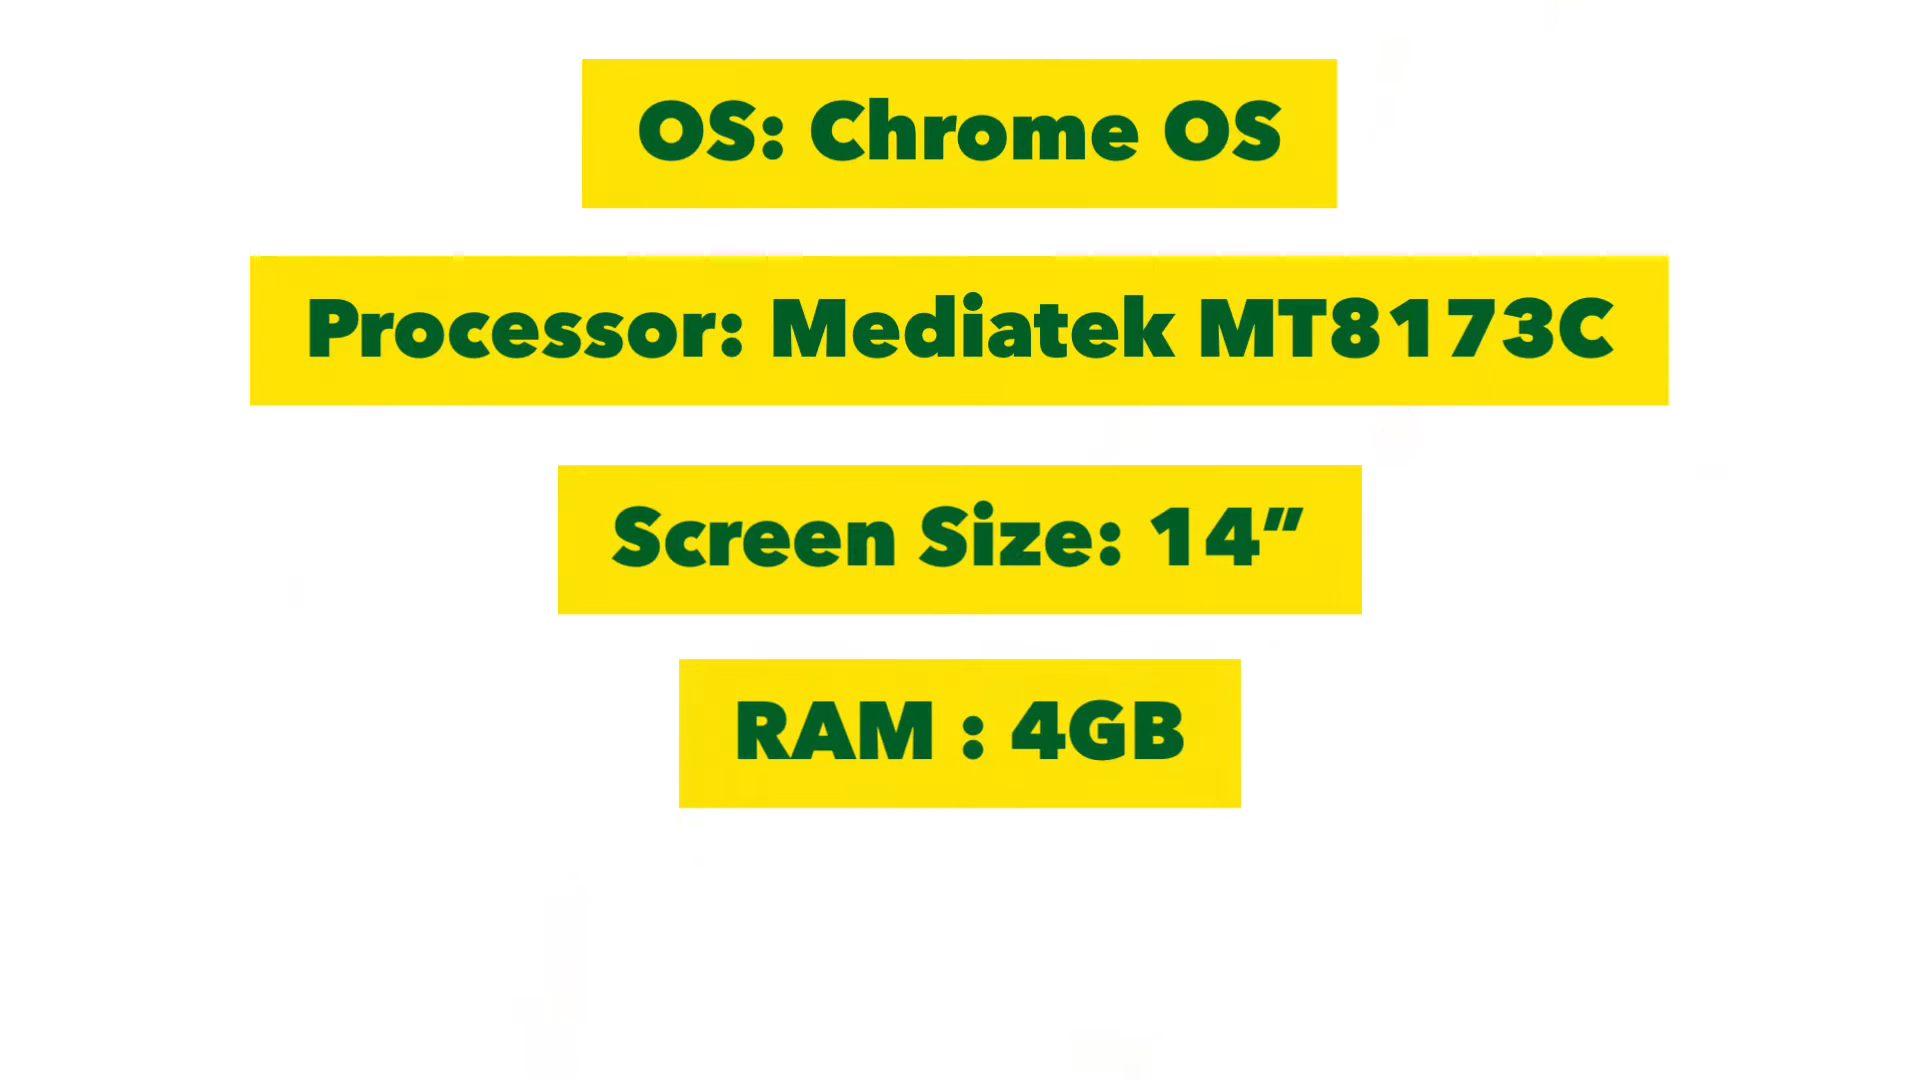 OS: Chrome OS
Processor: Mediatek MT8173C
Screen Size: 14”
RAM : 4GB